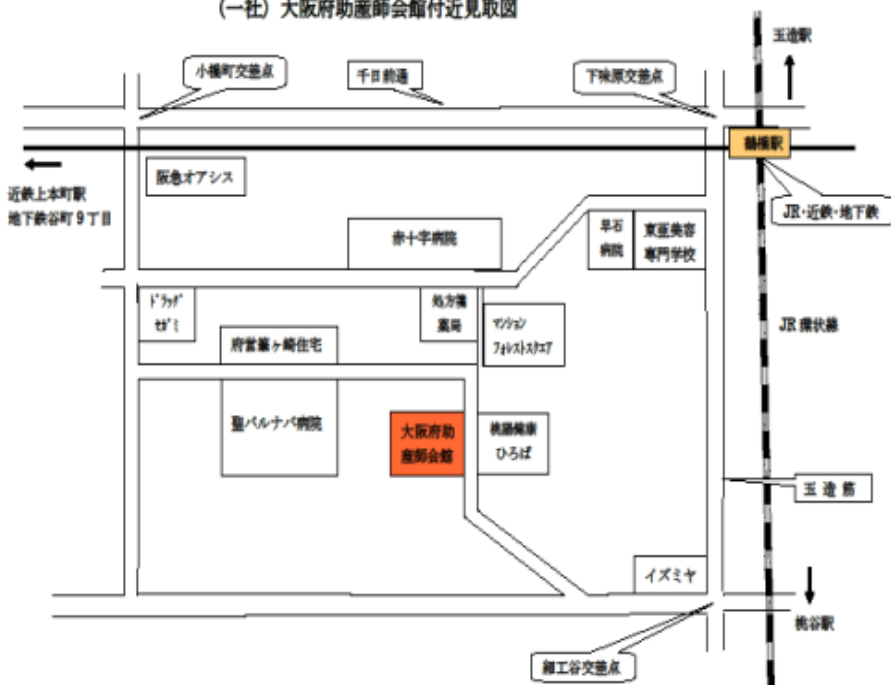 （一社）大阪府助産師会館付近見取図
玉造駅
小橋町交差点
千日前通
下味原交差点
鶴橋駅
近鉄上本町駅
地下鉄谷町９丁目
阪急オアシス
JR・近鉄・地下鉄
赤十字病院
早石
病院
東亜美容
専門学校
ドラッグ
セガミ
処方箋
薬局
マンション
フォレストスクエア
JR 環状線
府営筆ヶ崎住宅
聖バルナバ病院
大阪府助
産師会館
桃陽健康
ひろば
玉造筋
イズミヤ
桃谷駅
細工谷交差点